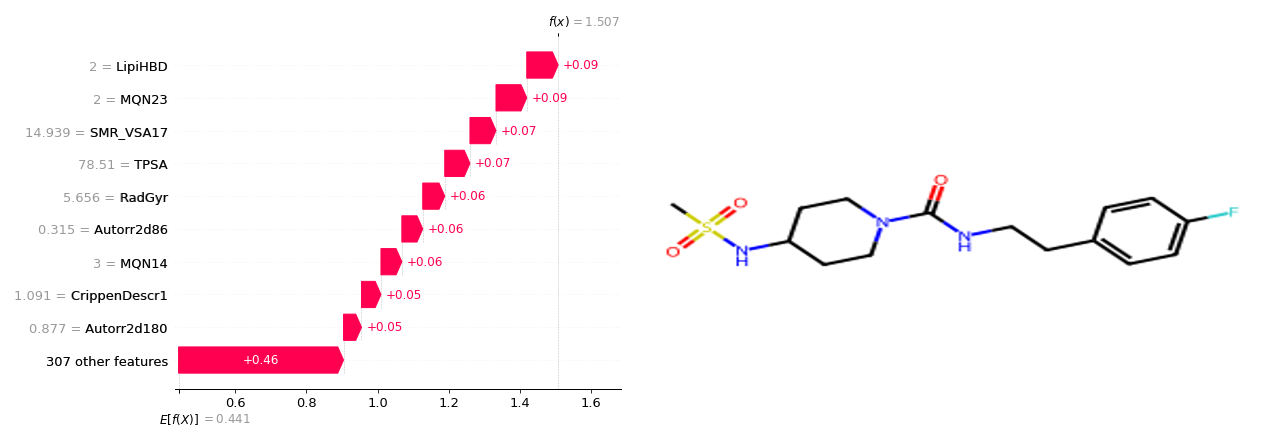 f(x) = 1.507
2 = LipiHBD
+0.09
2 = MQN23
+0.09
14.939 = SMR_VSA17
+0.07
78.51 = TPSA
+0.07
5.656 = RadGyr
+0.06
0.315 = Autorr2d86
+0.06
3 = MQN14
+0.06
1.091 = CrippenDescr1
+0.05
0.877 = Autorr2d180
+0.05
307 other features
+0.46
0.6 0.8 1.0 1.2 1.4 1.6
E[f(X)] = 0.441
O
S
O
N
H
N
O
N
H
F